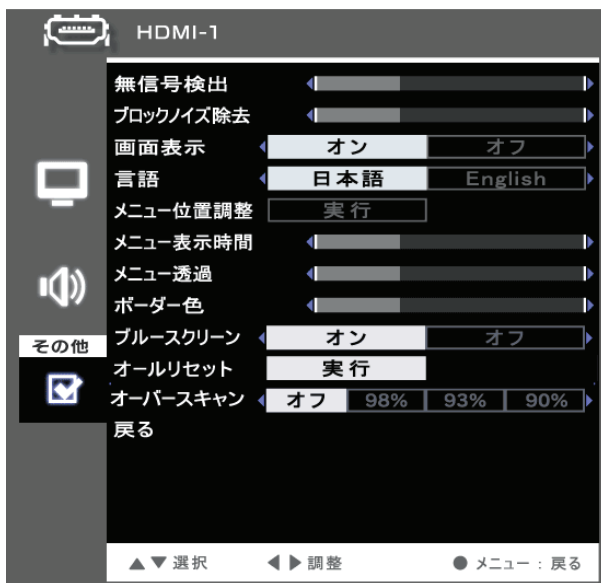 HDMI-1
無信号検出
ブロックノイズ除去
画面表示 オン オフ
言語 日本語 English
メニュー位置調整 実行
メニュー表示時間
メニュー透過
ボーダー色
その他
ブルースクリーン オン オフ
オールリセット 実行
オーバースキャン オフ 98% 93% 90%
戻る
▲▼選択 ◀▶調整 ●メニュー:戻る